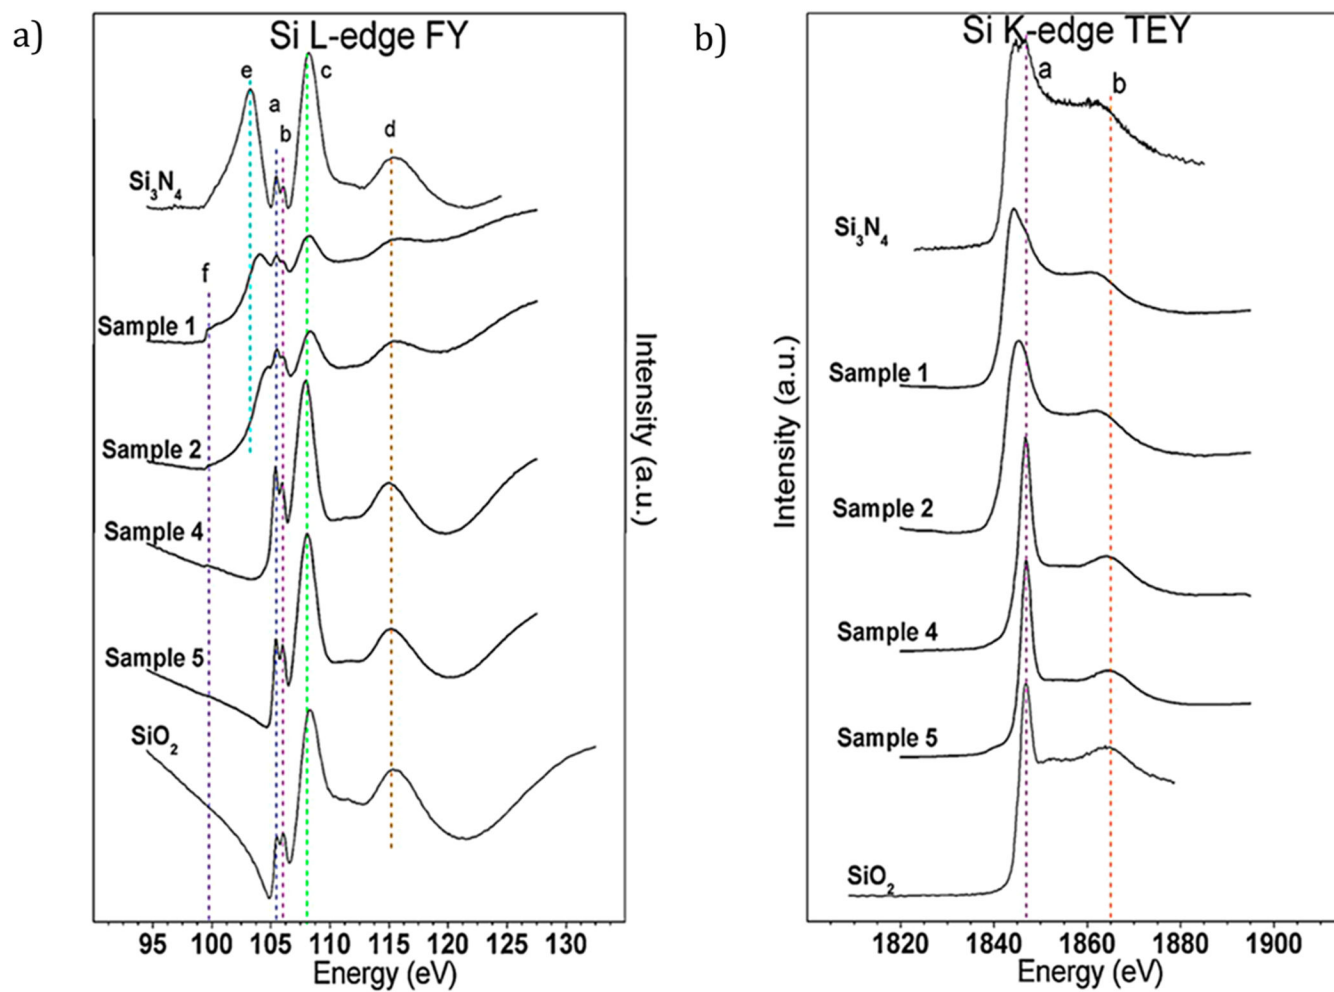 a)
Si L-edge FY
e
c
a
b
d
Si3N4
f
Sample 1
Sample 2
Sample 4
Sample 5
SiO2
Intensity (a.u.)
95 100 105 110 115 120 125 130
Energy (eV)
b)
Si K-edge TEY
a
b
Si3N4
Sample 1
Sample 2
Sample 4
Sample 5
SiO2
Intensity (a.u.)
1820 1840 1860 1880 1900
Energy (eV)